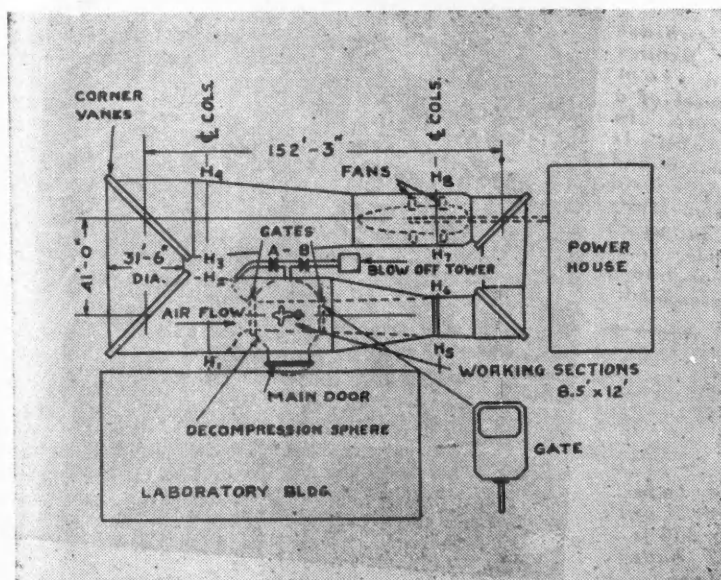 CORNER
VANES
℄ COLS.
℄ COLS.
152'-3"
H4
FANS
H8
GATES
41'-0"
31'-6"
DIA.
H3
A-B
H7
BLOW OFF TOWER
H6
POWER
HOUSE
AIR FLOW
H1
H5
WORKING SECTIONS
8.5'x12'
MAIN DOOR
DECOMPRESSION SPHERE
GATE
LABORATORY BLDG.